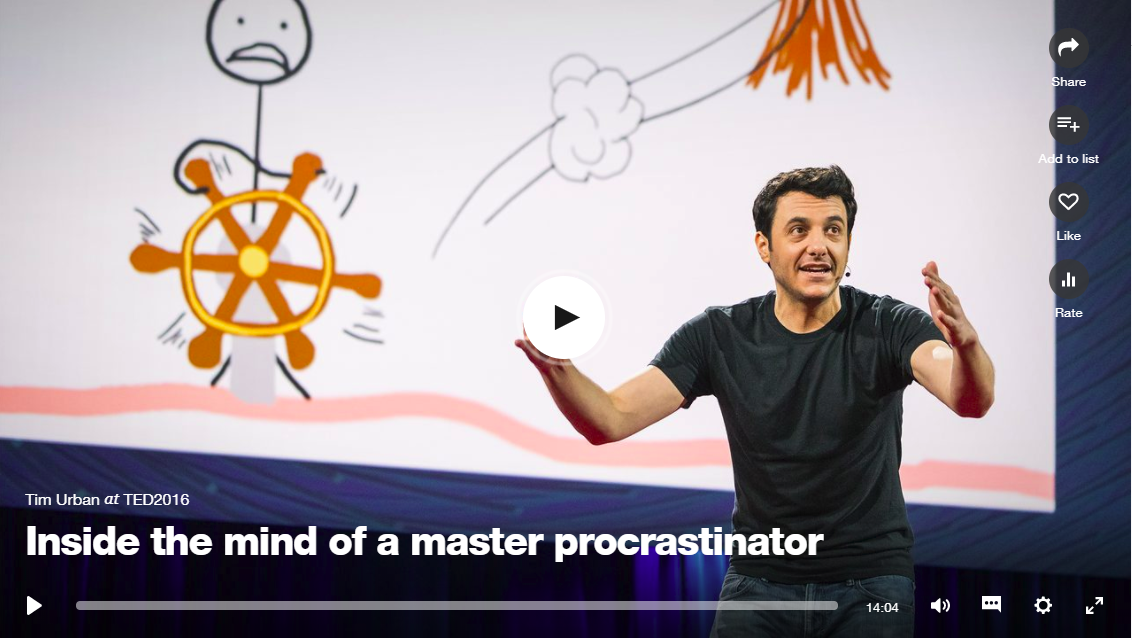 Share
Add to list
Like
Rate
Tim Urban at TED2016
Inside the mind of a master procrastinator
14:04